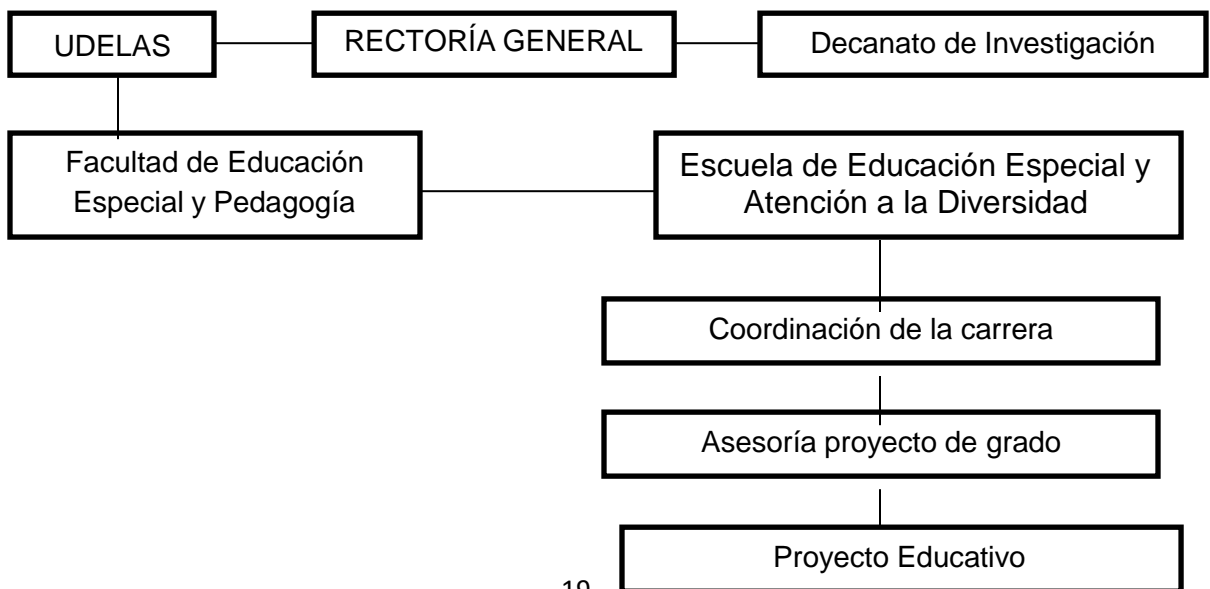 UDELAS
RECTORÍA GENERAL
Decanato de Investigación
Facultad de Educación
Especial y Pedagogía
Escuela de Educación Especial y
Atención a la Diversidad
Coordinación de la carrera
Asesoría proyecto de grado
Proyecto Educativo
19